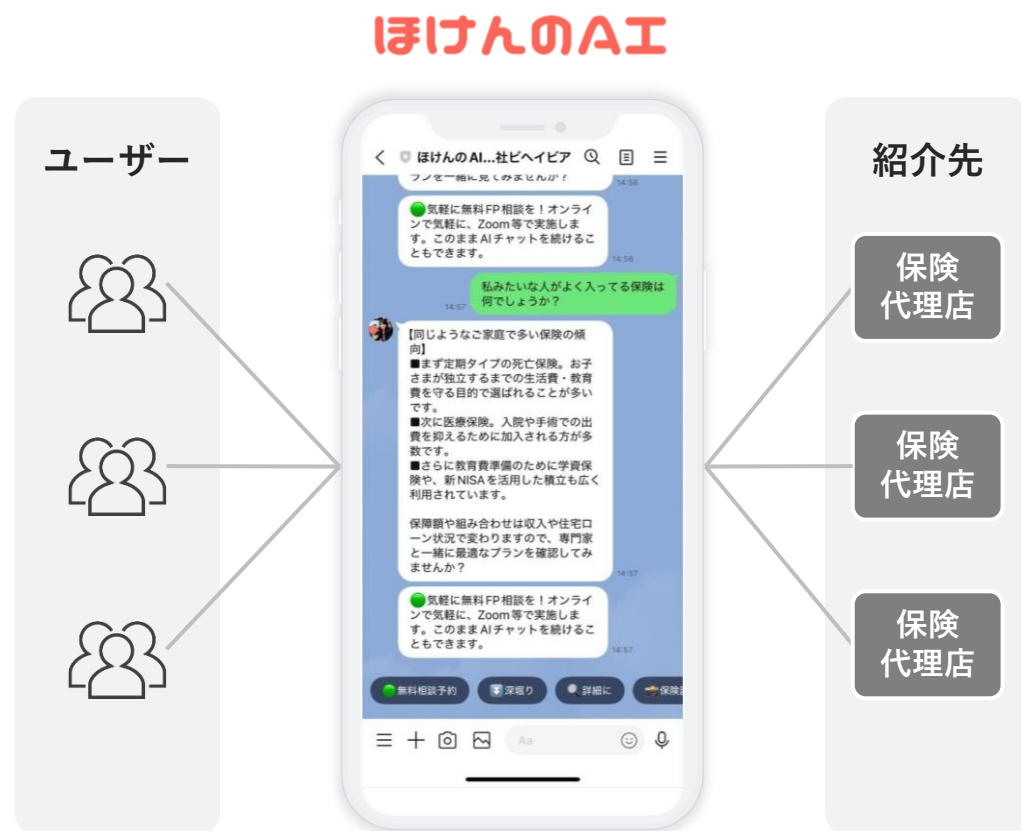 ほけんのAI
ユーザー
紹介先
ほけんの AI...社ビヘイビア
ランを一緒に見てみませんか？
14:56
🟢気軽に無料FP相談を！オンライ
ンで気軽に、Zoom等で実施しま
す。このままAIチャットを続けるこ
ともできます。
14:56
私みたいな人がよく入ってる保険は
何でしょうか？
14:57
【同じようなご家庭で多い保険の傾
向】
■まず定期タイプの死亡保険。お子
さまが独立するまでの生活費・教育
費を守る目的で選ばれることが多い
です。
■次に医療保険。入院や手術での出
費を抑えるために加入される方が多
数です。
■さらに教育費準備のために学資保
険や、新NISAを活用した積立も広く
利用されています。
保障額や組み合わせは収入や住宅ロ
ーン状況で変わりますので、専門家
と一緒に最適なプランを確認してみ
ませんか？
14:57
🟢気軽に無料FP相談を！オンライ
ンで気軽に、Zoom等で実施しま
す。このままAIチャットを続けるこ
ともできます。
14:57
無料相談予約
深堀り
詳細に
保険
Aa
保険
代理店
保険
代理店
保険
代理店